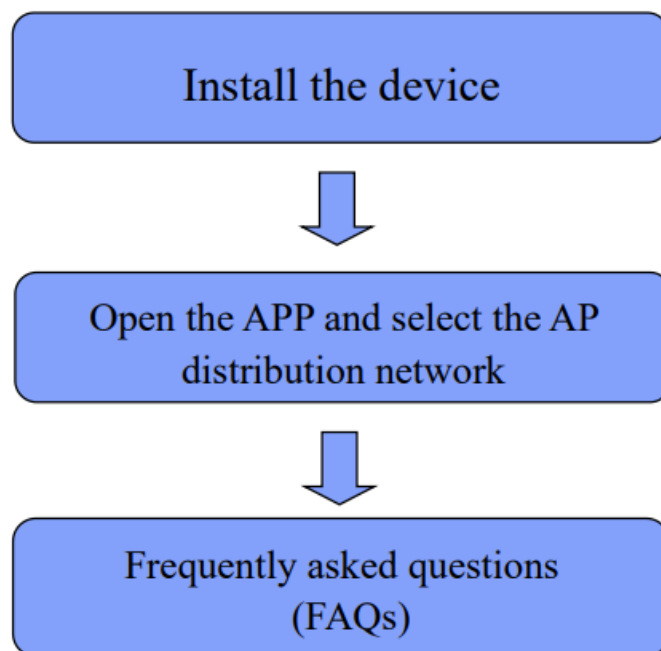 Install the device
Open the APP and select the AP
distribution network
Frequently asked questions
(FAQs)